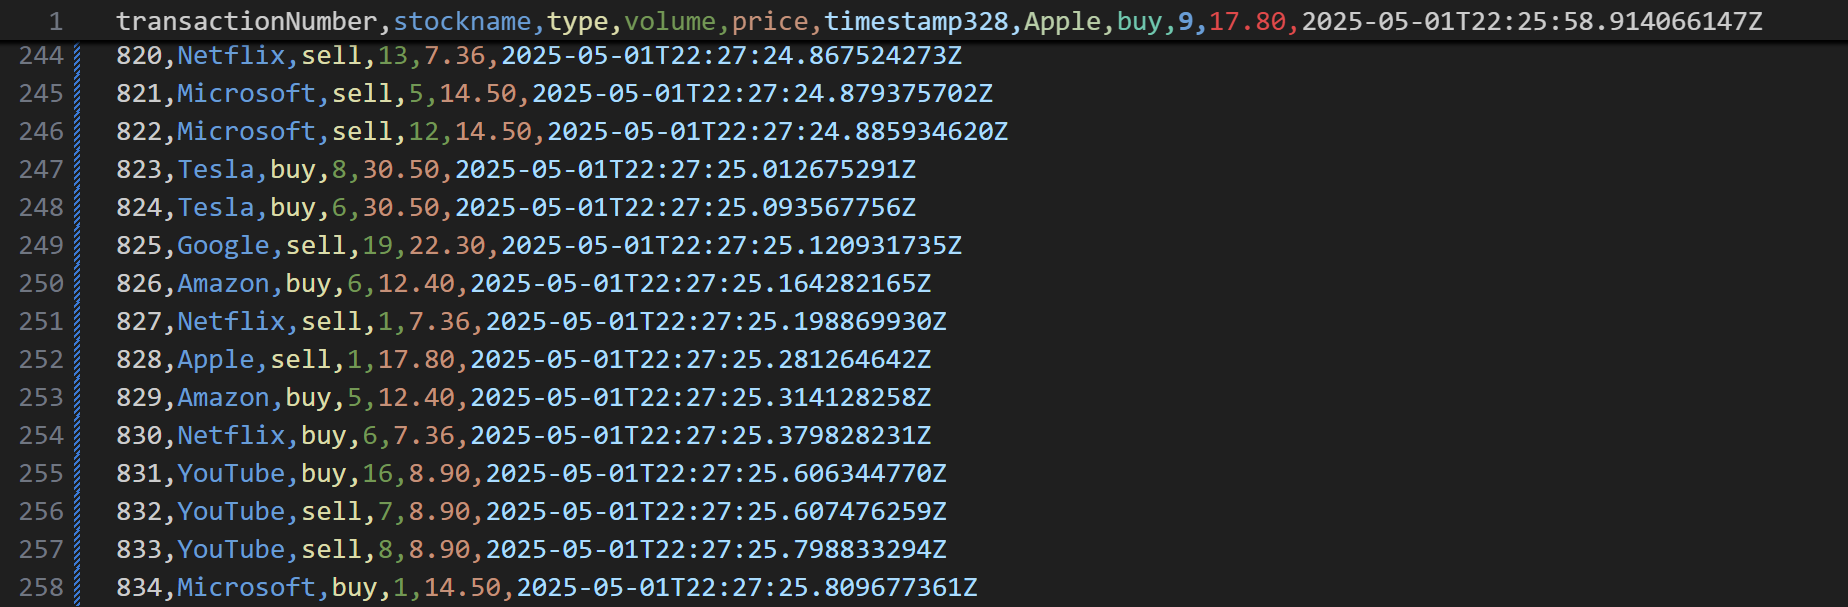 1 transactionNumber,stockname,type,volume,price,timestamp328,Apple,buy,9,17.80,2025-05-01T22:25:58.914066147Z
244 820,Netflix,sell,13,7.36,2025-05-01T22:27:24.867524273Z
245 821,Microsoft,sell,5,14.50,2025-05-01T22:27:24.879375702Z
246 822,Microsoft,sell,12,14.50,2025-05-01T22:27:24.885934620Z
247 823,Tesla,buy,8,30.50,2025-05-01T22:27:25.012675291Z
248 824,Tesla,buy,6,30.50,2025-05-01T22:27:25.093567756Z
249 825,Google,sell,19,22.30,2025-05-01T22:27:25.120931735Z
250 826,Amazon,buy,6,12.40,2025-05-01T22:27:25.164282165Z
251 827,Netflix,sell,1,7.36,2025-05-01T22:27:25.198869930Z
252 828,Apple,sell,1,17.80,2025-05-01T22:27:25.281264642Z
253 829,Amazon,buy,5,12.40,2025-05-01T22:27:25.314128258Z
254 830,Netflix,buy,6,7.36,2025-05-01T22:27:25.379828231Z
255 831,YouTube,buy,16,8.90,2025-05-01T22:27:25.606344770Z
256 832,YouTube,sell,7,8.90,2025-05-01T22:27:25.607476259Z
257 833,YouTube,sell,8,8.90,2025-05-01T22:27:25.798833294Z
258 834,Microsoft,buy,1,14.50,2025-05-01T22:27:25.809677361Z